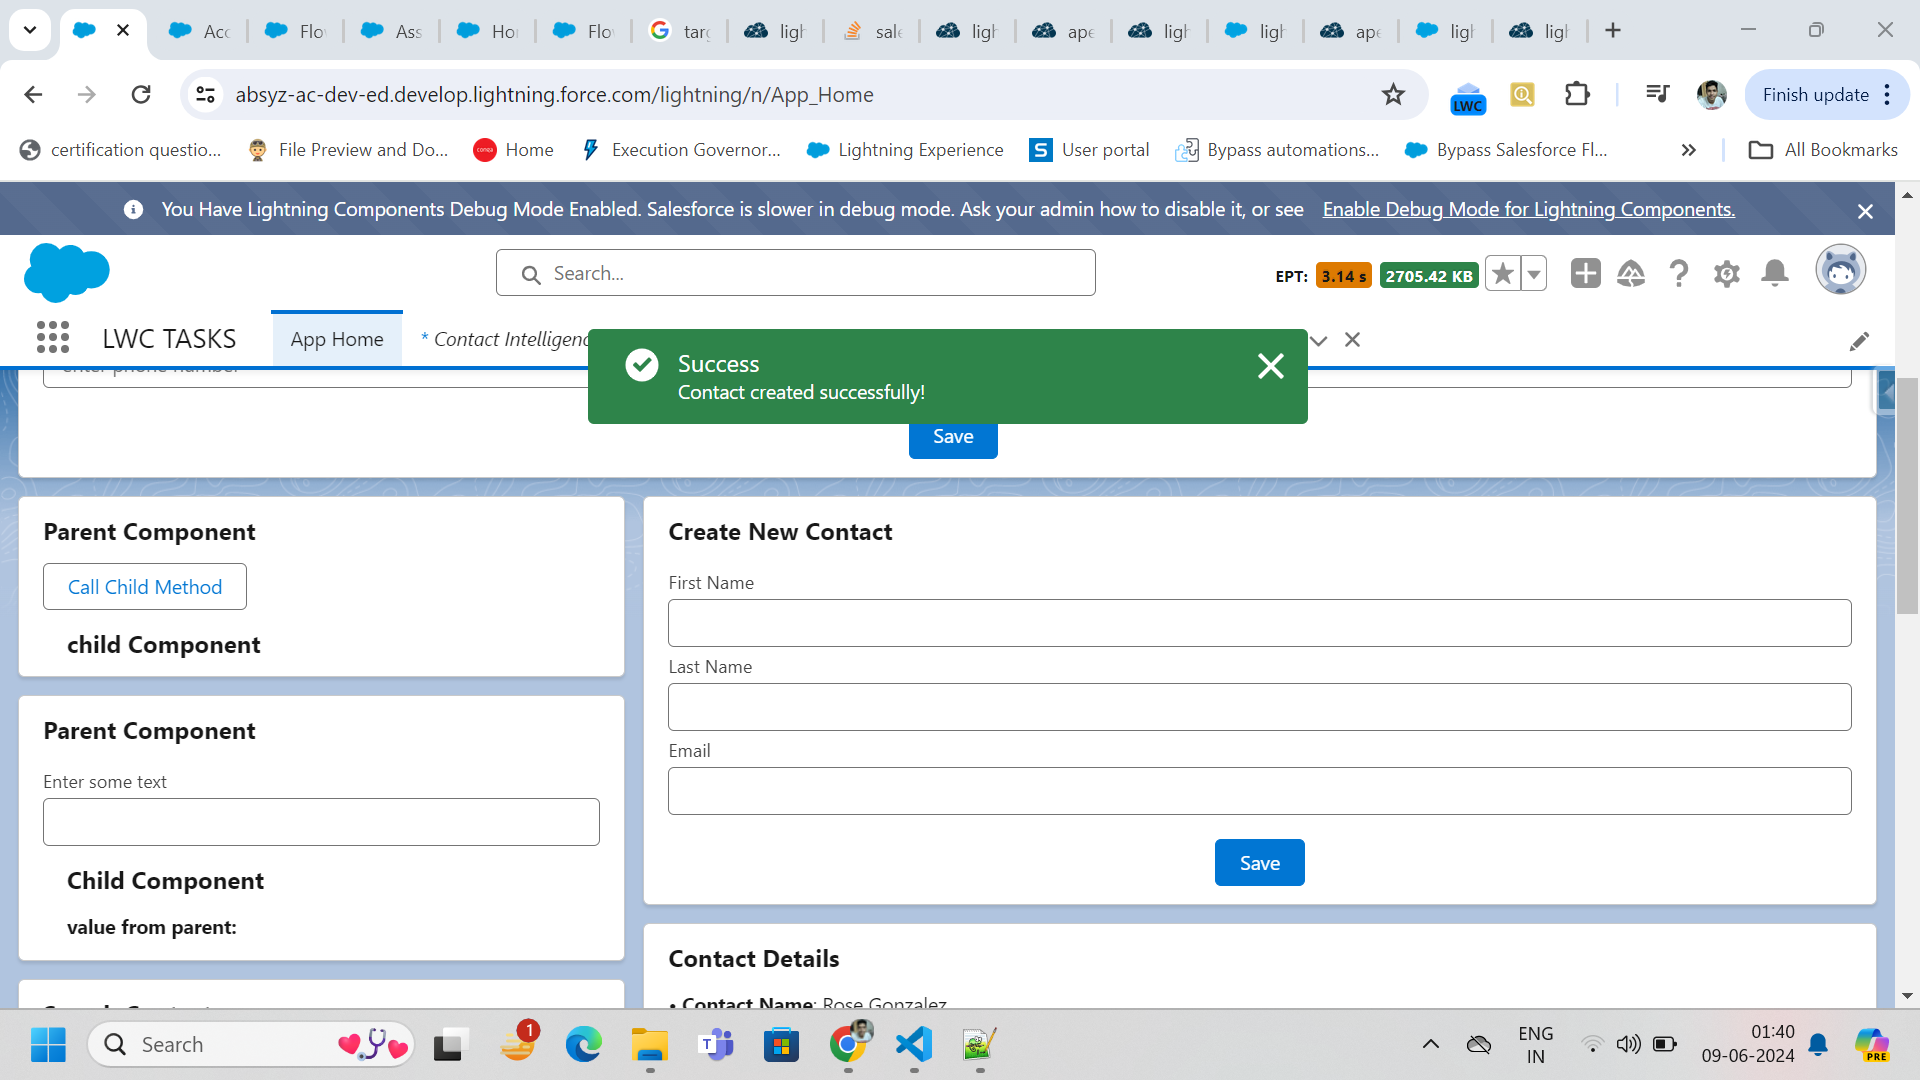 Acc
Flo
Ass
Ho
Flo
targ
ligh
sale
ligh
ape
ligh
ligh
ape
ligh
ligh
absyz-ac-dev-ed.develop.lightning.force.com/lightning/n/App_Home
LWC
Finish update
certification questio...
File Preview and Do...
Home
Execution Governor...
Lightning Experience
S
User portal
Bypass automations...
Bypass Salesforce Fl...
All Bookmarks
You Have Lightning Components Debug Mode Enabled. Salesforce is slower in debug mode. Ask your admin how to disable it, or see Enable Debug Mode for Lightning Components.
Search...
EPT: 3.14 s 2705.42 KB
LWC TASKS
App Home
* Contact Intelligenc
Success
Contact created successfully!
enter phone number
Save
Parent Component
Call Child Method
child Component
Parent Component
Enter some text
Child Component
value from parent:
Create New Contact
First Name
Last Name
Email
Save
Contact Details
• Contact Name: Rose Gonzalez
Search
1
ENG
IN
01:40
09-06-2024
PRE